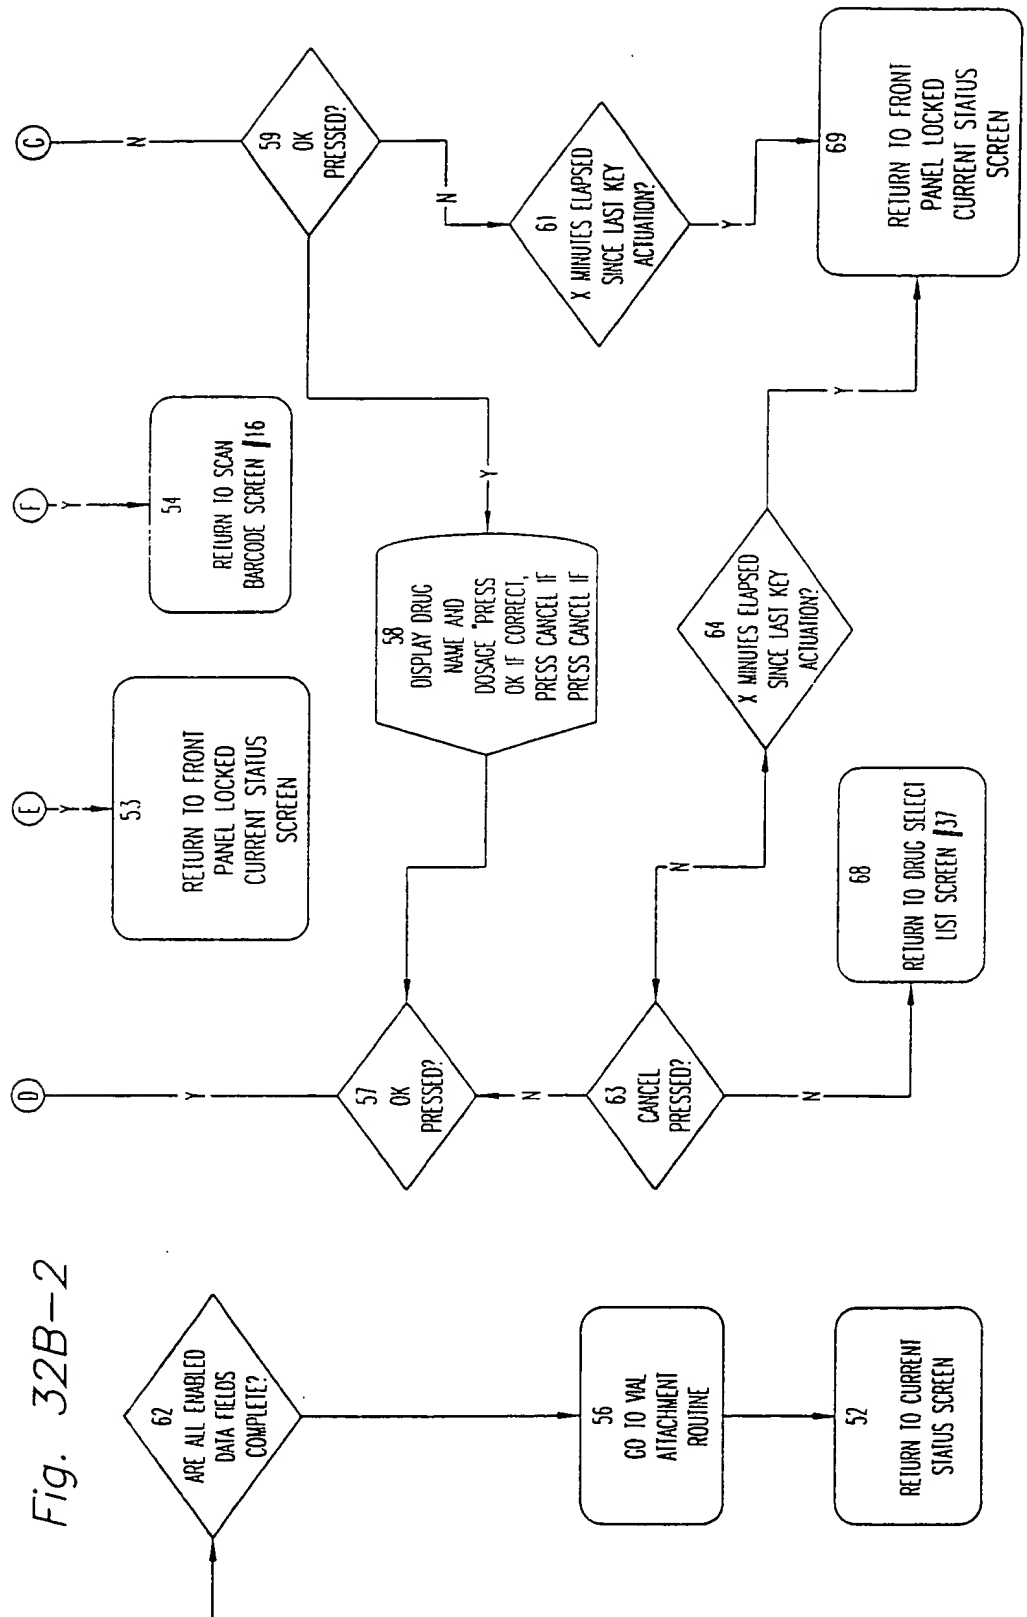 Fig. 32B-2
D
E
F
G
Y
Y
Y
N
62
ARE ALL ENABLED
DATA FIELDS
COMPLETE?
53
RETURN TO FRONT
PANEL LOCKED
CURRENT STATUS
SCREEN
54
RETURN TO SCAN
BARCODE SCREEN /16
59
OK
PRESSED?
57
OK
PRESSED?
58
DISPLAY DRUG
NAME AND
DOSAGE "PRESS
OK IF CORRECT,
PRESS CANCEL IF
PRESS CANCEL IF
Y
N
56
GO TO VIAL
ATTACHMENT
ROUTINE
N
63
CANCEL
PRESSED?
N
64
X MINUTES ELAPSED
SINCE LAST KEY
ACTUATION?
61
X MINUTES ELAPSED
SINCE LAST KEY
ACTUATION?
N
Y
Y
52
RETURN TO CURRENT
STATUS SCREEN
68
RETURN TO DRUG SELECT
LIST SCREEN /37
69
RETURN TO FRONT
PANEL LOCKED
CURRENT STATUS
SCREEN